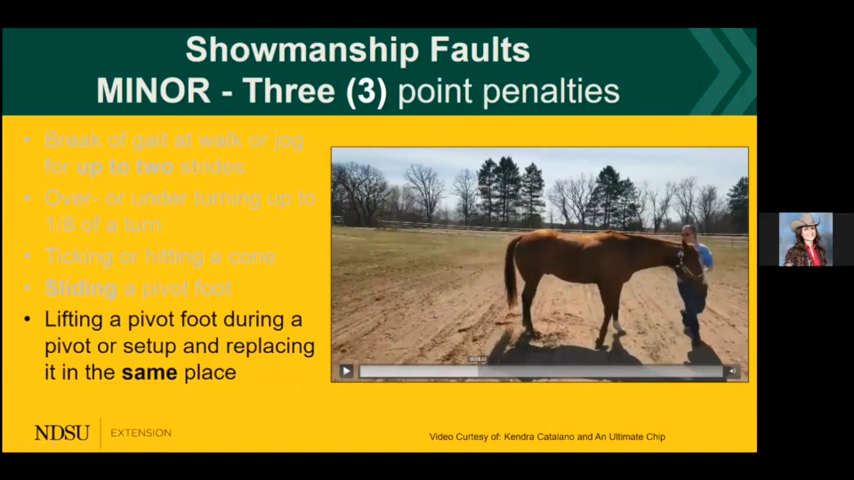 Showmanship Faults
MINOR - Three (3) point penalties
• Break of gait at walk or jog
for up to two strides
• Over- or under turning up to
1/8 of a turn
• Ticking or hitting a cone
• Sliding a pivot foot
• Lifting a pivot foot during a
pivot or setup and replacing
it in the same place
NDSU EXTENSION
Video Curtesy of: Kendra Catalano and An Ultimate Chip